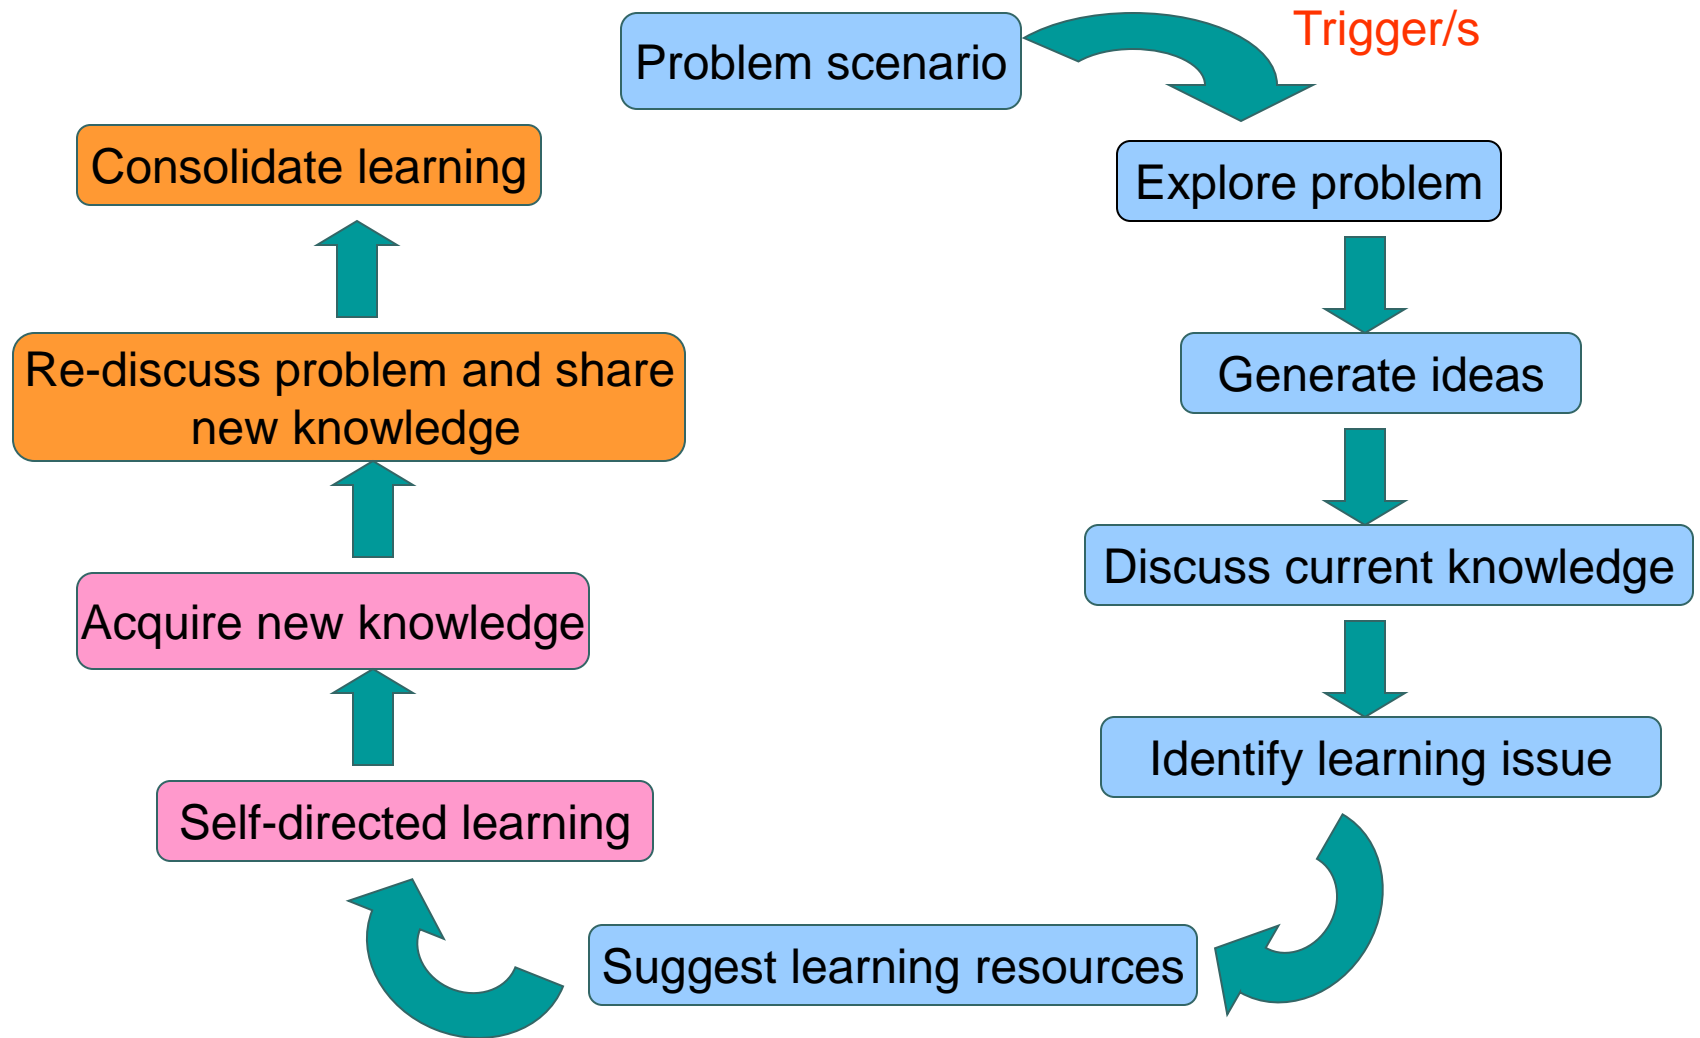 Problem scenario
Trigger/s
Explore problem
Generate ideas
Discuss current knowledge
Identify learning issue
Suggest learning resources
Self-directed learning
Acquire new knowledge
Re-discuss problem and share
new knowledge
Consolidate learning